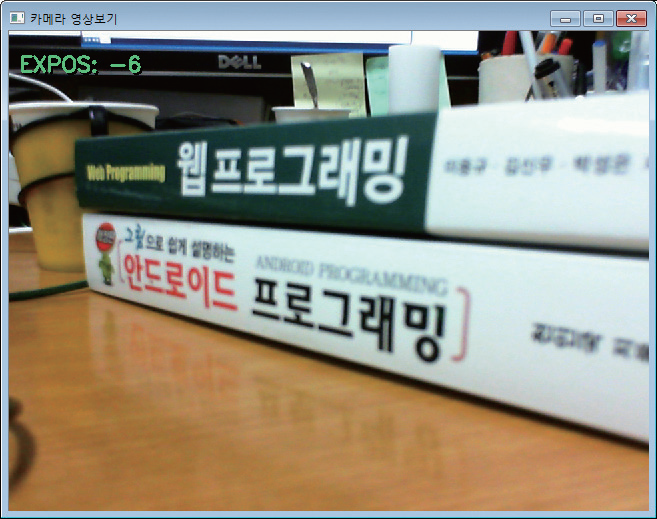 카메라 영상보기
EXPOS: -6
DELL
Web Programming 웹 프로그래밍
그림으로 쉽게 설명하는
안드로이드 프로그래밍
ANDROID PROGRAMMING